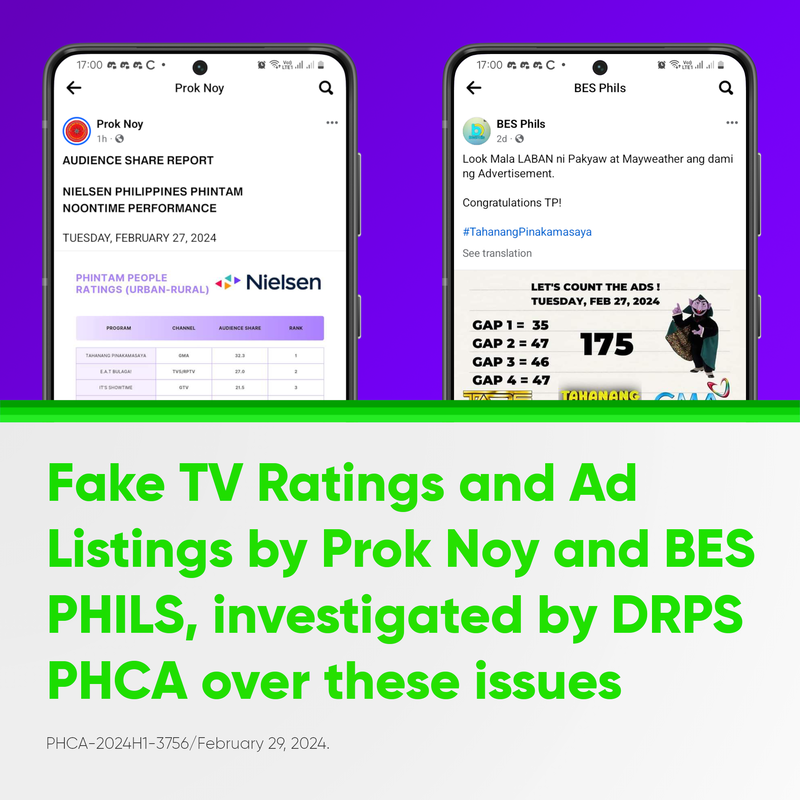 17:00
VoLTE1
Prok Noy
Prok Noy
1h ·
AUDIENCE SHARE REPORT
NIELSEN PHILIPPINES PHINTAM
NOONTIME PERFORMANCE
TUESDAY, FEBRUARY 27, 2024
PHINTAM PEOPLE
RATINGS (URBAN-RURAL)
Nielsen
PROGRAM CHANNEL AUDIENCE SHARE RANK
TAHANANG PINAKAMASAYA GMA 52.3 1
E.A.T BULAGA! TV5/RPTV 27.0 2
IT'S SHOWTIME GTV 21.5 3
17:00
VoLTE1
BES Phils
BES Phils
2d ·
Look Mala LABAN ni Pakyaw at Mayweather ang dami
ng Advertisement.
Congratulations TP!
#TahanangPinakamasaya
See translation
LET'S COUNT THE ADS !
TUESDAY, FEB 27, 2024
GAP 1 = 35
GAP 2 = 47
GAP 3 = 46
GAP 4 = 47
175
TAHANANG
GMA
Fake TV Ratings and Ad
Listings by Prok Noy and BES
PHILS, investigated by DRPS
PHCA over these issues
PHCA-2024H1-3756/February 29, 2024.